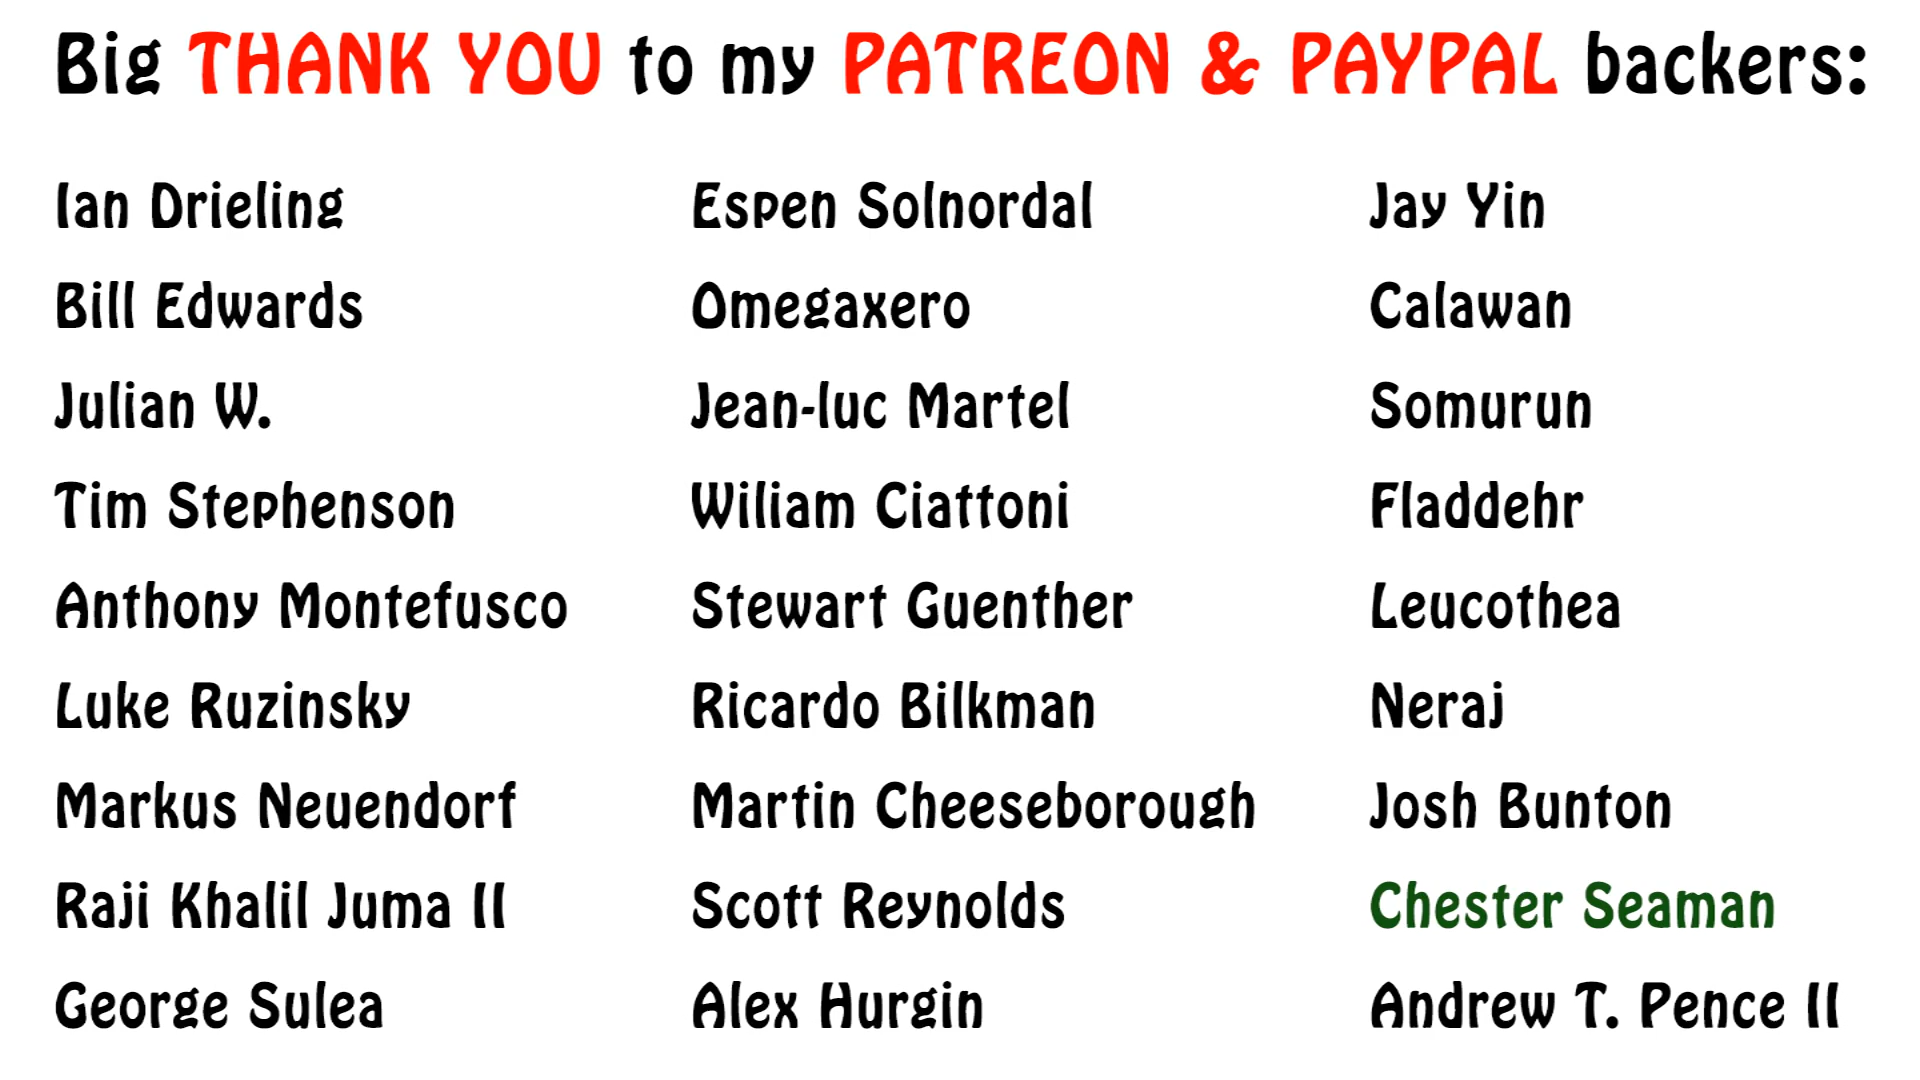 Big THANK YOU to my PATREON & PAYPAL backers:
Ian Drieling
Bill Edwards
Julian W.
Tim Stephenson
Anthony Montefusco
Luke Ruzinsky
Markus Neuendorf
Raji Khalil Juma II
George Sulea
Espen Solnordal
Omegaxero
Jean-luc Martel
Wiliam Ciattoni
Stewart Guenther
Ricardo Bilkman
Martin Cheeseborough
Scott Reynolds
Alex Hurgin
Jay Yin
Calawan
Somurun
Fladdehr
Leucothea
Neraj
Josh Bunton
Chester Seaman
Andrew T. Pence II